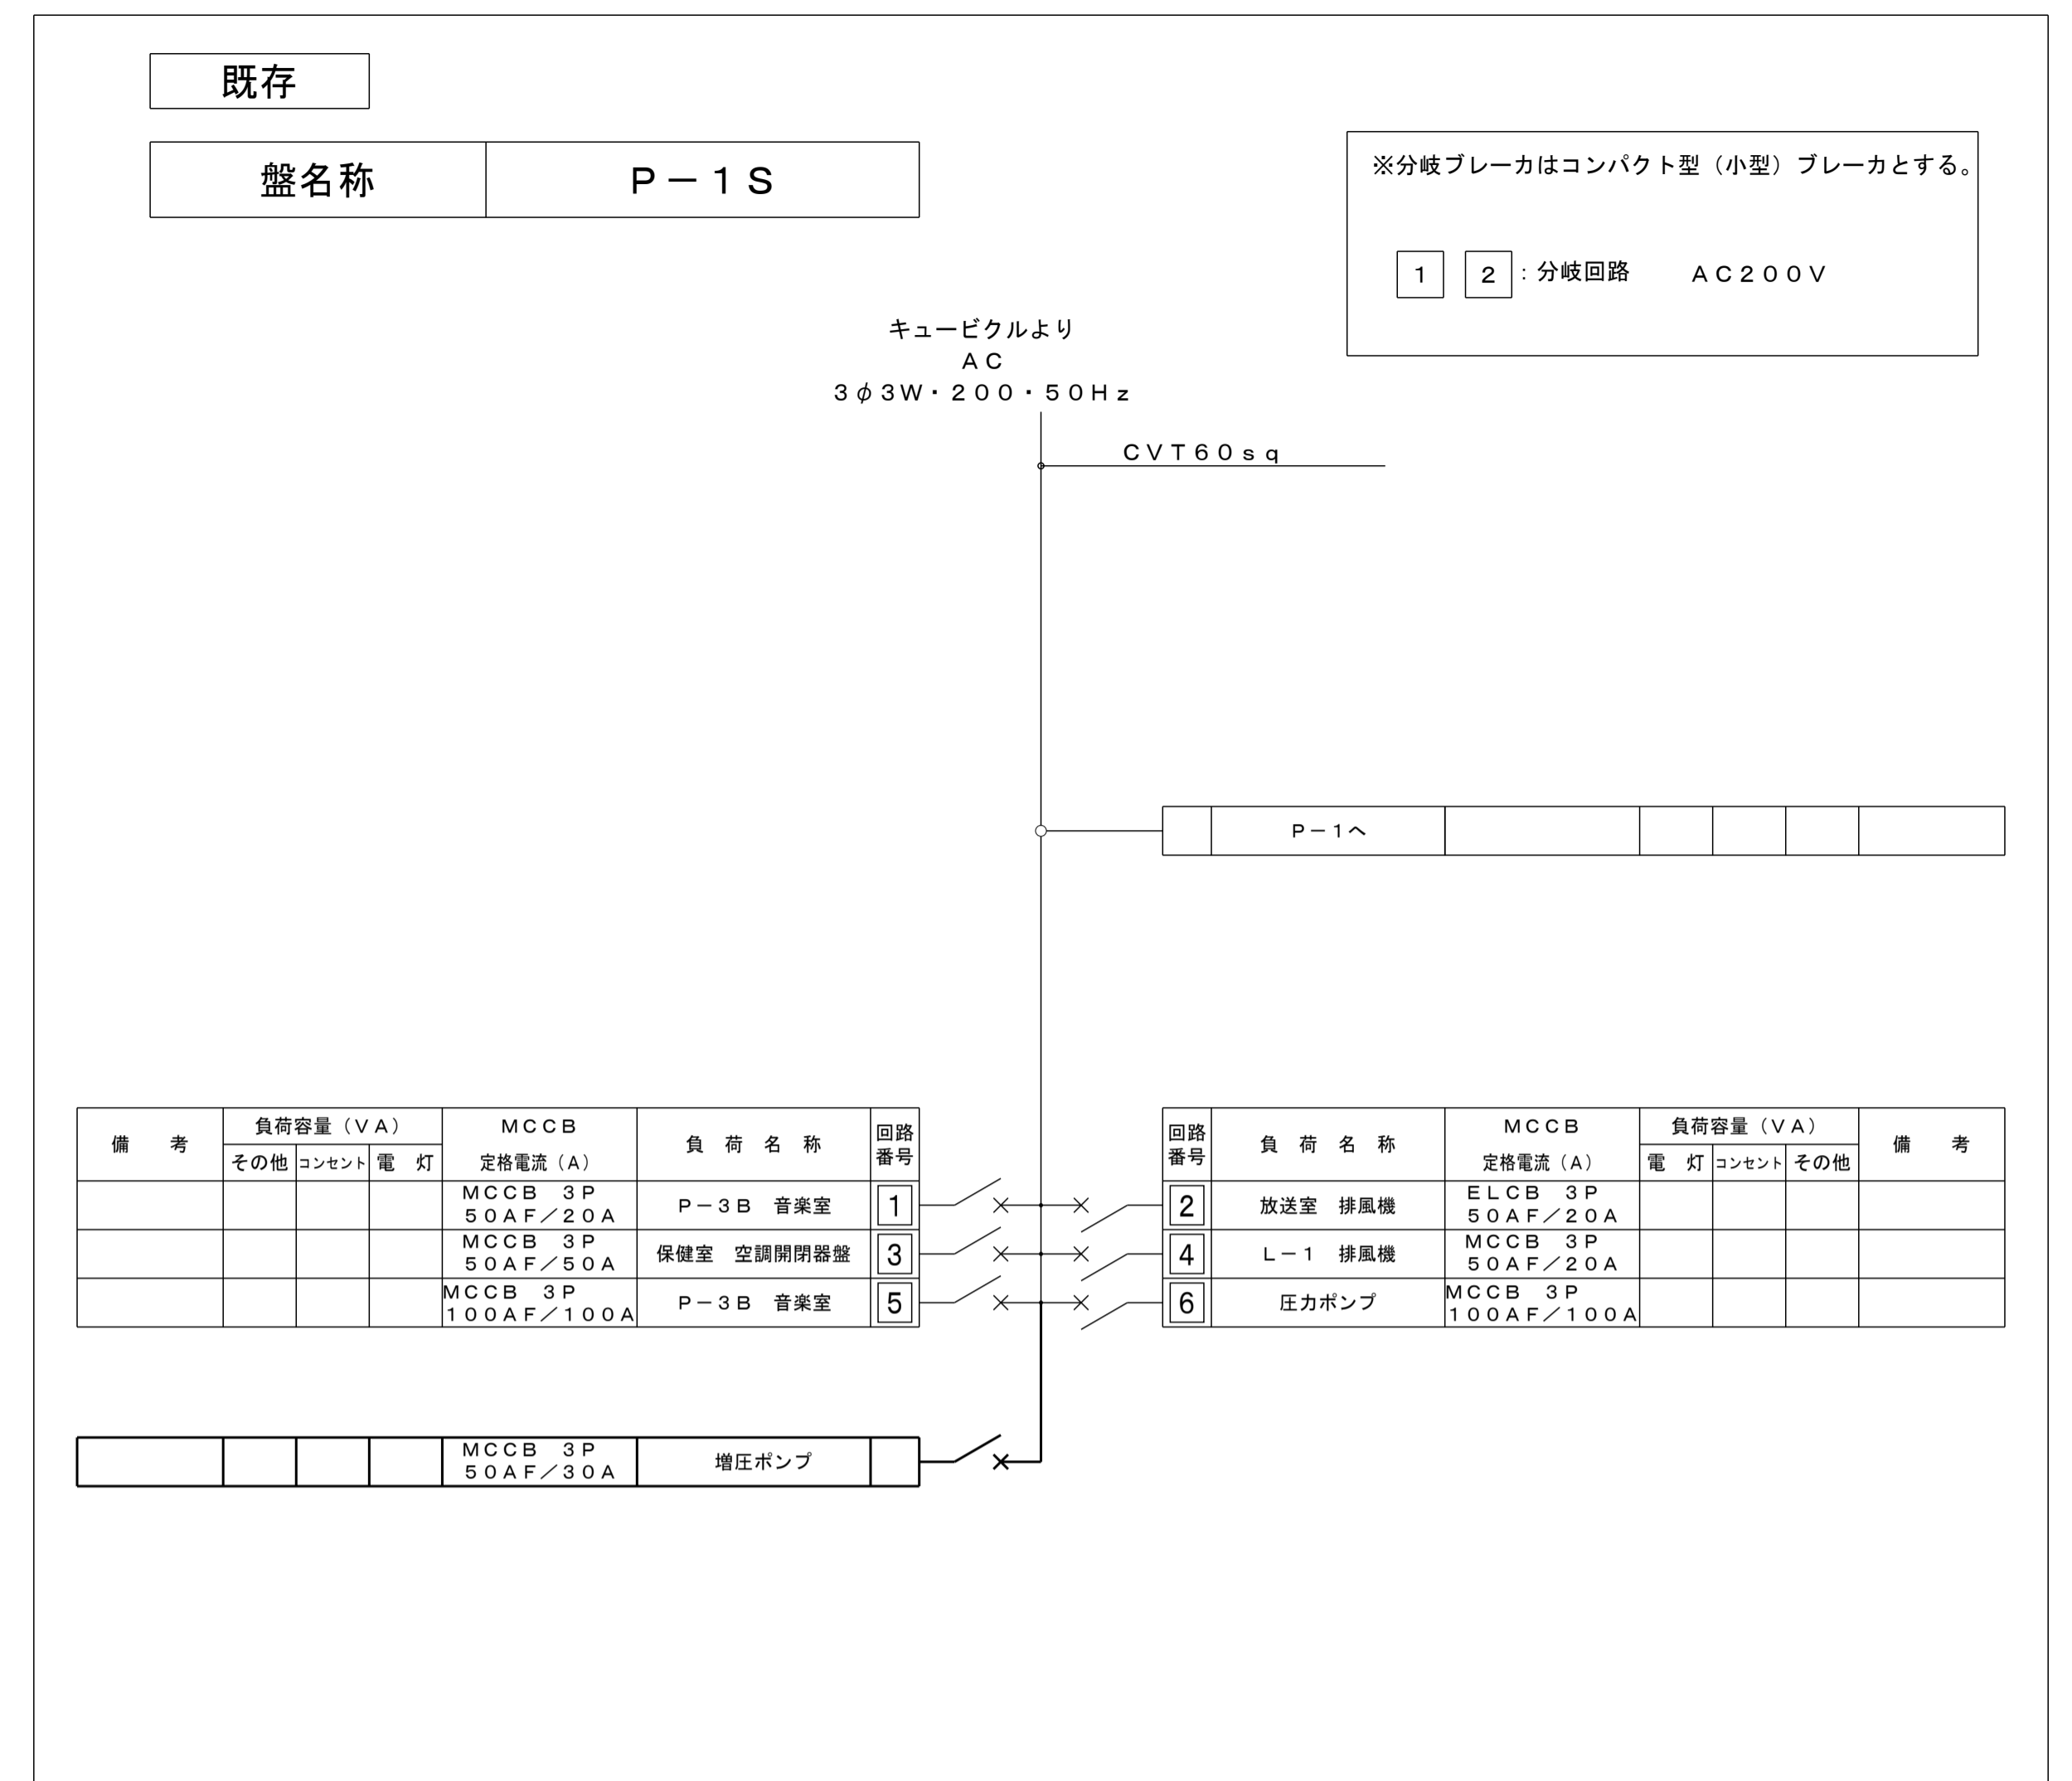 既存
盤名称 P－1S
※分岐ブレーカはコンパクト型（小型）ブレーカとする。
1 2 : 分岐回路 AC200V
キュービクルより
AC
3φ3W・200・50Hz
CVT60sq
P－1へ
備 考 負荷容量（VA） MCCB 負荷名称 回路
その他 コンセント 電灯 定格電流（A） 番号
MCCB 3P
50AF／20A P－3B 音楽室 1
MCCB 3P
50AF／50A 保健室 空調開閉器盤 3
MCCB 3P
100AF／100A P－3B 音楽室 5
回路 負荷名称 MCCB 負荷容量（VA） 備 考
番号 定格電流（A） 電灯 コンセント その他
2 放送室 排風機 ELCB 3P
50AF／20A
4 L－1 排風機 MCCB 3P
50AF／20A
6 圧力ポンプ MCCB 3P
100AF／100A
MCCB 3P
50AF／30A 増圧ポンプ